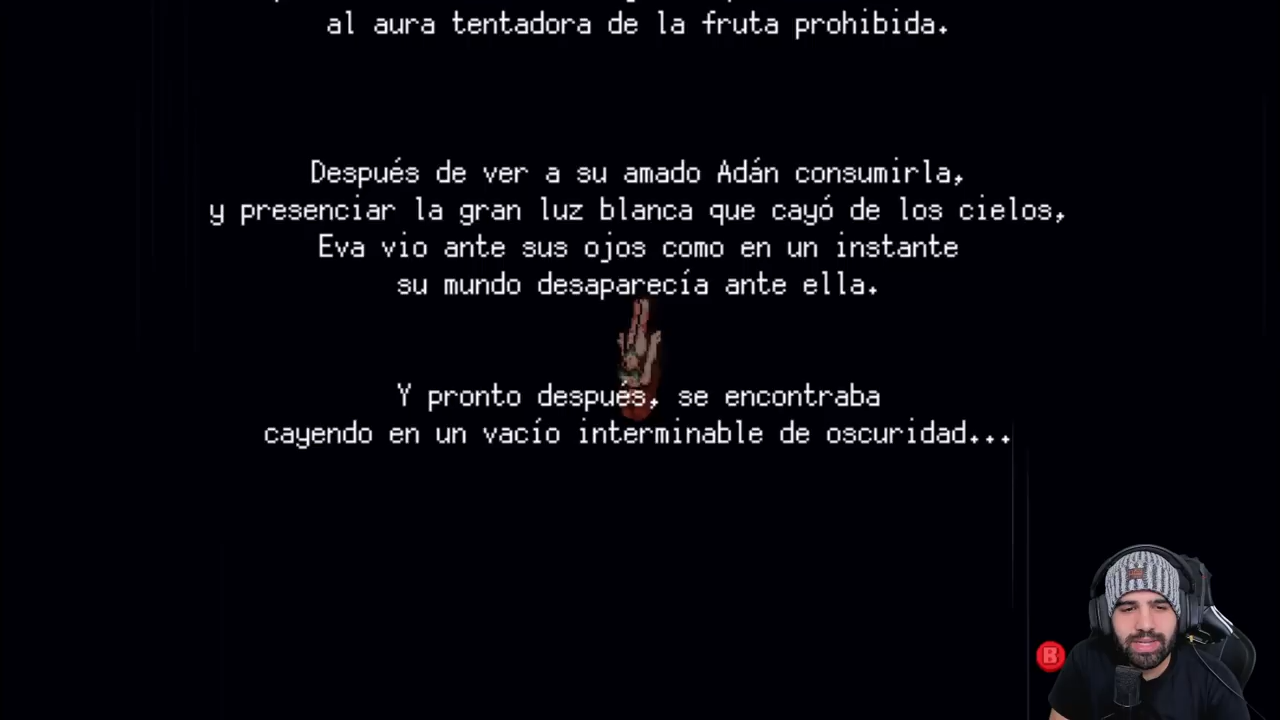 al aura tentadora de la fruta prohibida.
Después de ver a su amado Adán consumirla,
y presenciar la gran luz blanca que cayó de los cielos,
Eva vio ante sus ojos como en un instante
su mundo desaparecía ante ella.
Y pronto después, se encontraba
cayendo en un vacío interminable de oscuridad...
B